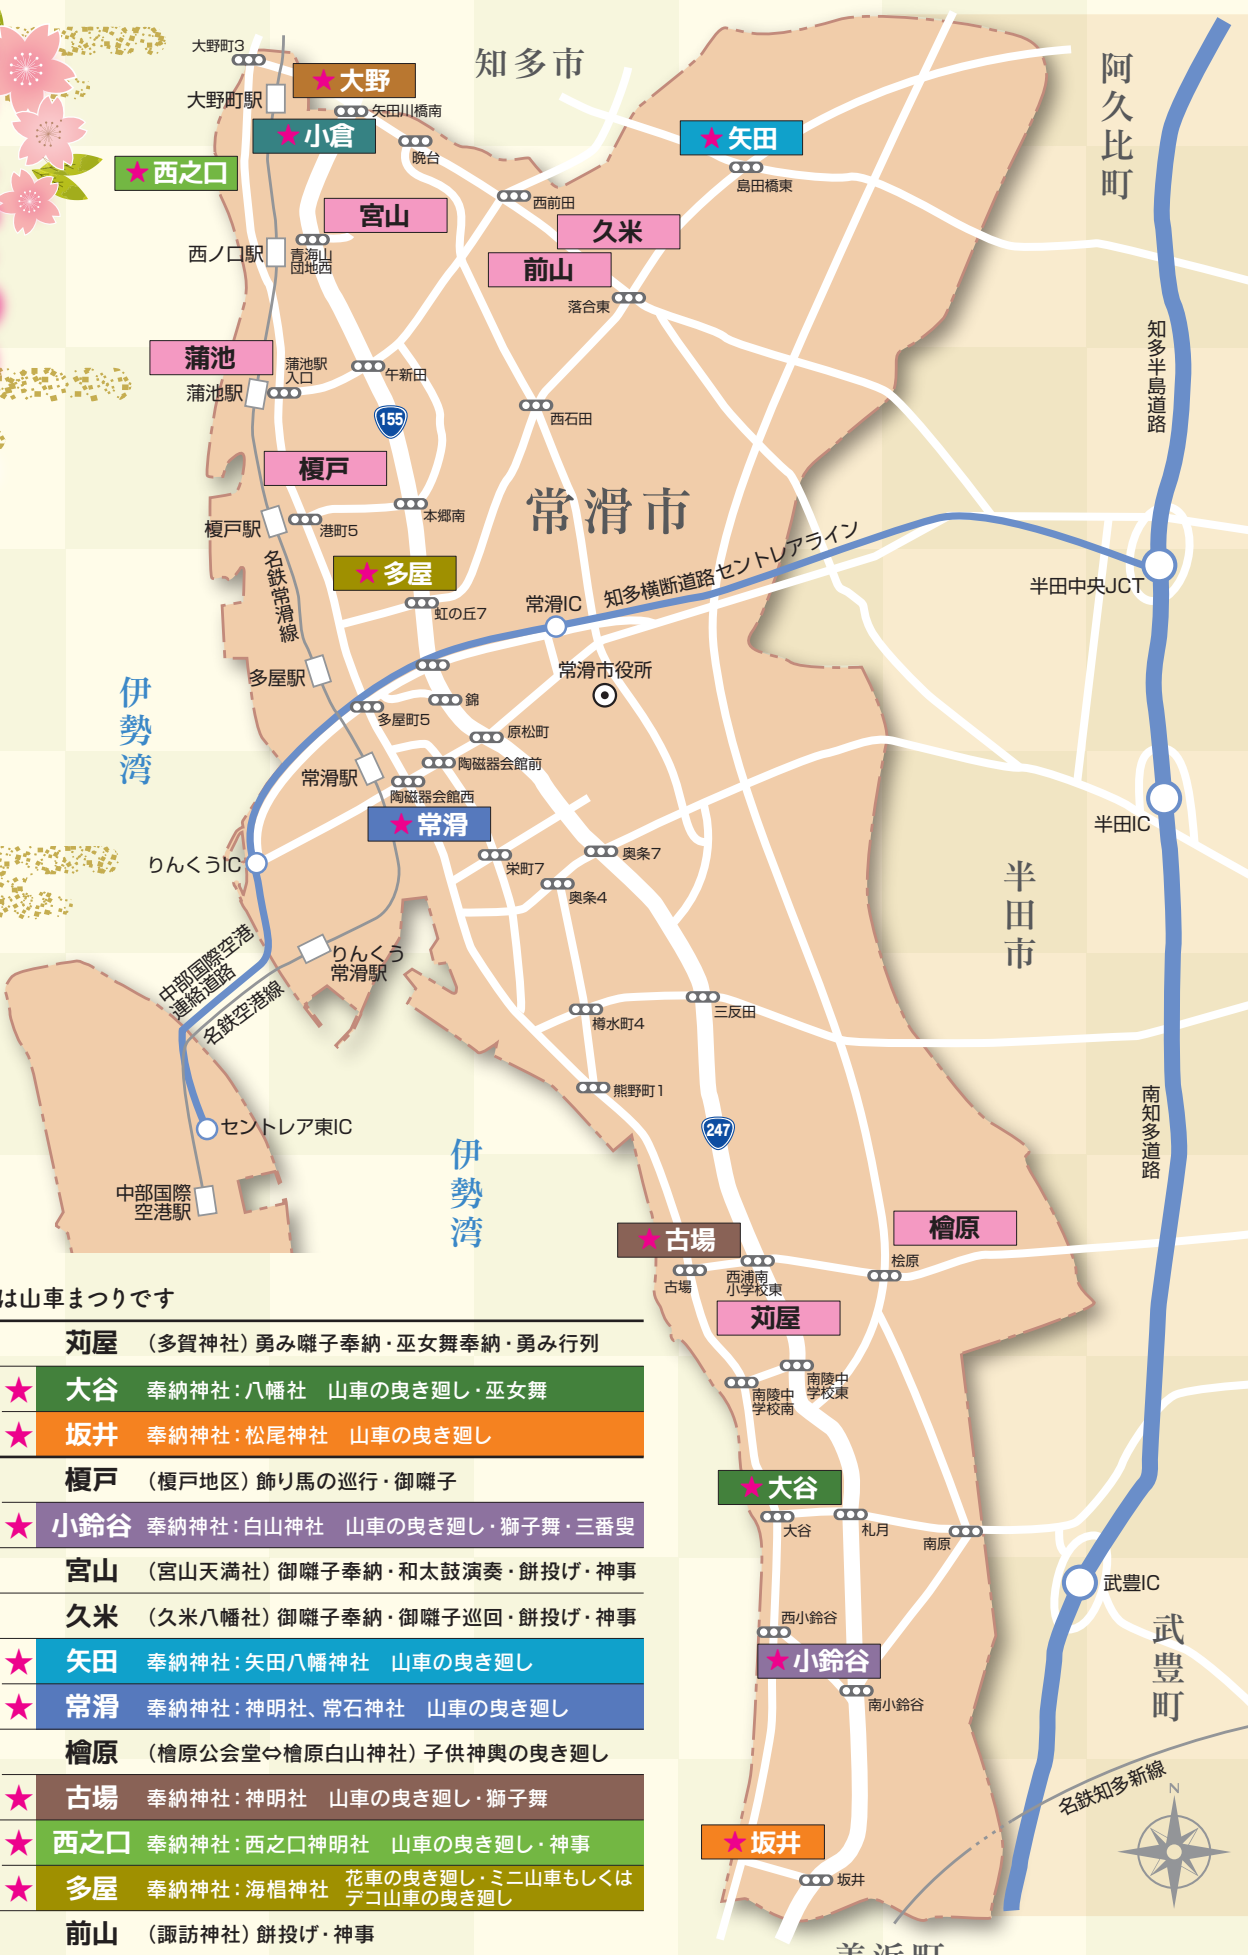 大野町3
知多市
阿久比町
大野町駅
★大野
矢田川橋南
★小倉
晩台
★矢田
島田橋東
★西之口
西前田
宮山
久米
西ノ口駅
青海山
団地西
前山
落合東
知多半島道路
蒲池
蒲池駅
入口
蒲池駅
午新田
155
西石田
榎戸
常滑市
本郷南
榎戸駅
港町5
名鉄常滑線
★多屋
虹の丘7
常滑IC
知多横断道路 セントレアライン
半田中央JCT
伊勢湾
多屋駅
常滑市役所
錦
多屋町5
原松町
常滑駅
陶磁器会館前
陶磁器会館西
★常滑
半田IC
りんくうIC
栄町7
奥条7
奥条4
半田市
中部国際空港
連絡道路
りんくう
常滑駅
名鉄空港線
樽水町4
三反田
熊野町1
セントレア東IC
247
南知多道路
伊勢湾
中部国際
空港駅
★古場
檜原
桧原
古場
西浦南
小学校東
苅屋
南陵中
学校東
南陵中
学校南
★大谷
大谷
札月
南原
武豊IC
西小鈴谷
★小鈴谷
南小鈴谷
武豊町
名鉄知多新線
N
★坂井
坂井
は山車まつりです
苅屋 （多賀神社）勇み囃子奉納・巫女舞奉納・勇み行列
★ 大谷 奉納神社：八幡社　山車の曳き廻し・巫女舞
★ 坂井 奉納神社：松尾神社　山車の曳き廻し
榎戸 （榎戸地区）飾り馬の巡行・御囃子
★ 小鈴谷 奉納神社：白山神社　山車の曳き廻し・獅子舞・三番叟
宮山 （宮山天満社）御囃子奉納・和太鼓演奏・餅投げ・神事
久米 （久米八幡社）御囃子奉納・御囃子巡回・餅投げ・神事
★ 矢田 奉納神社：矢田八幡神社　山車の曳き廻し
★ 常滑 奉納神社：神明社、常石神社　山車の曳き廻し
檜原 （檜原公会堂⇔檜原白山神社）子供神輿の曳き廻し
★ 古場 奉納神社：神明社　山車の曳き廻し・獅子舞
★ 西之口 奉納神社：西之口神明社　山車の曳き廻し・神事
★ 多屋 奉納神社：海椙神社　花車の曳き廻し・ミニ山車もしくは
デコ山車の曳き廻し
前山 （諏訪神社）餅投げ・神事
美浜町